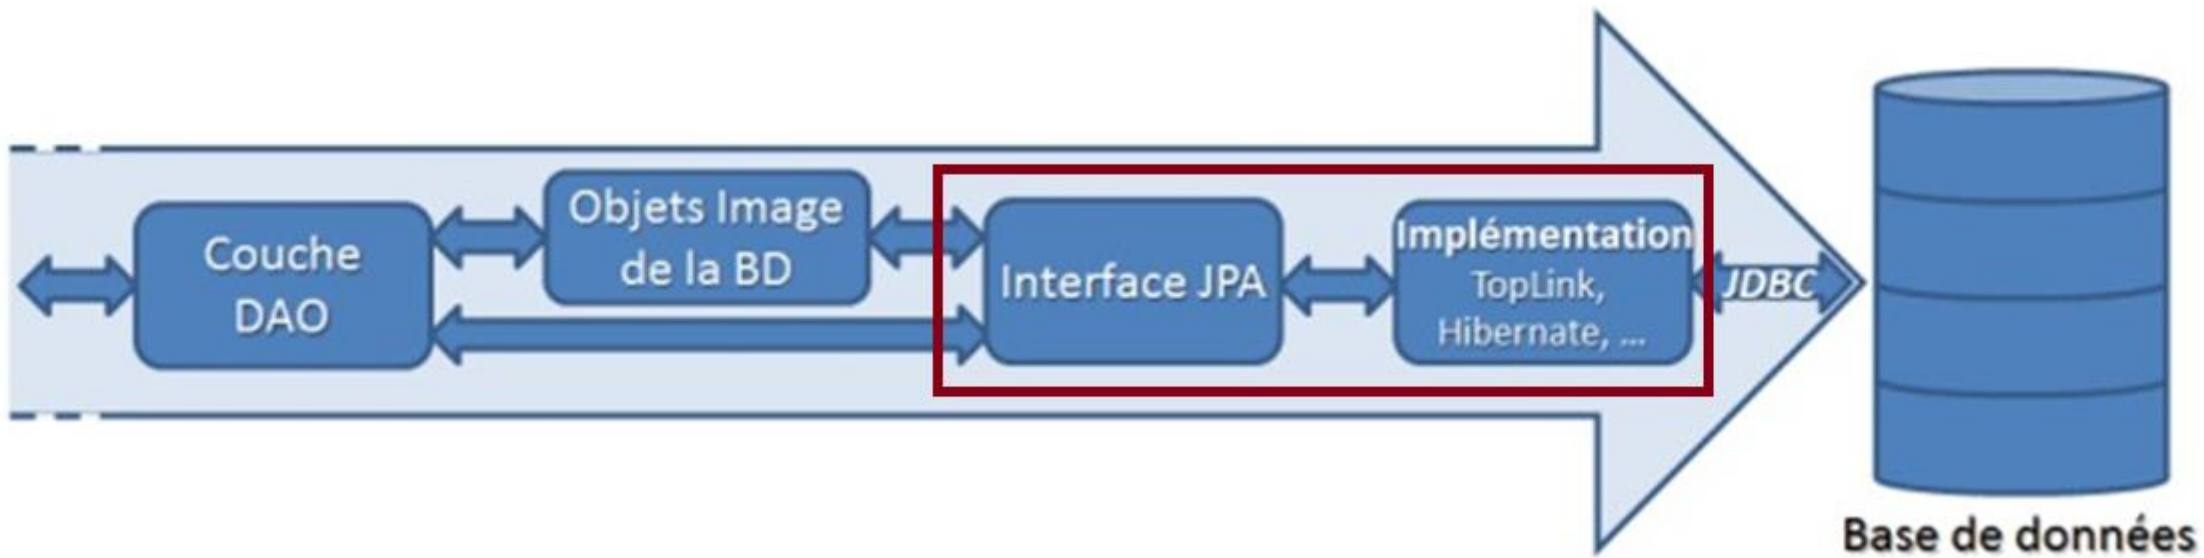 Couche
DAO
Objets Image
de la BD
Interface JPA
Implémentation
TopLink,
Hibernate, ...
JDBC
Base de données